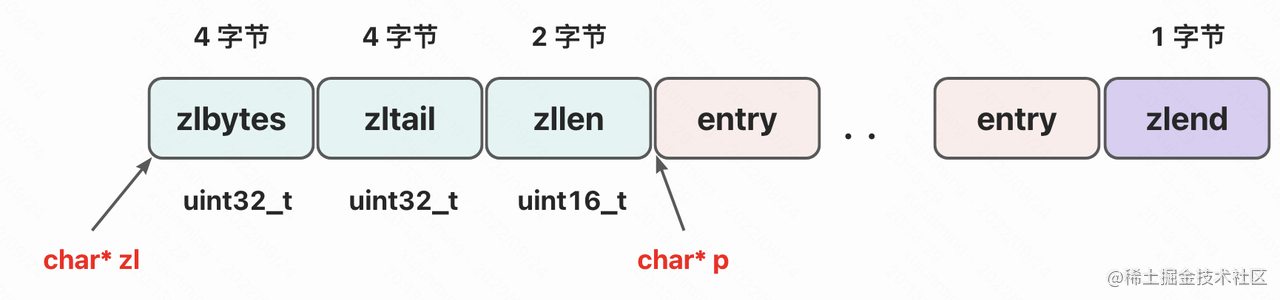 4 字节 4 字节 2 字节 1 字节
zlbytes zltail zllen entry . . entry zlend
uint32_t uint32_t uint16_t
char* zl char* p
@稀土掘金技术社区